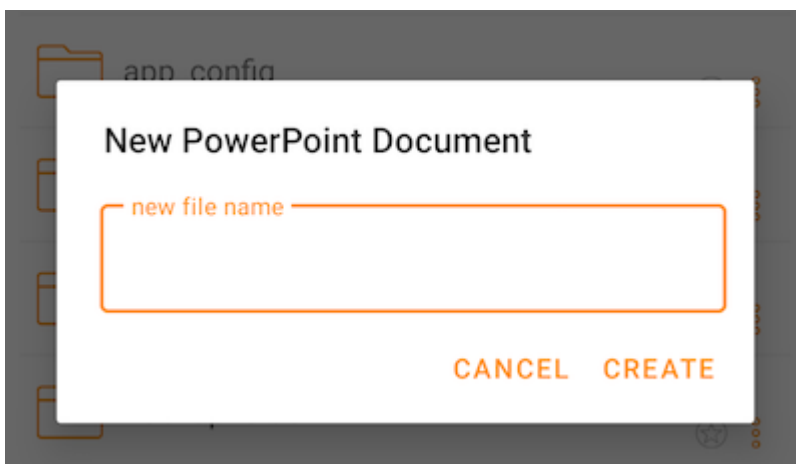 app_config
New PowerPoint Document
new file name
CANCEL CREATE